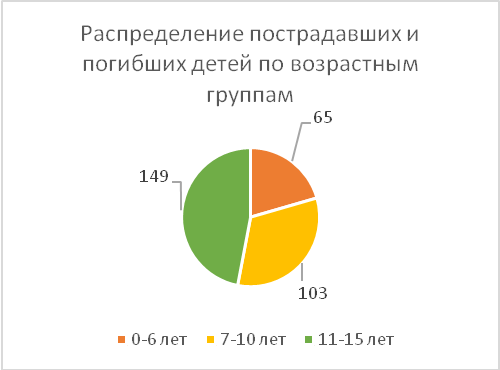 Распределение пострадавших и
погибших детей по возрастным
группам
65
149
103
0-6 лет 7-10 лет 11-15 лет